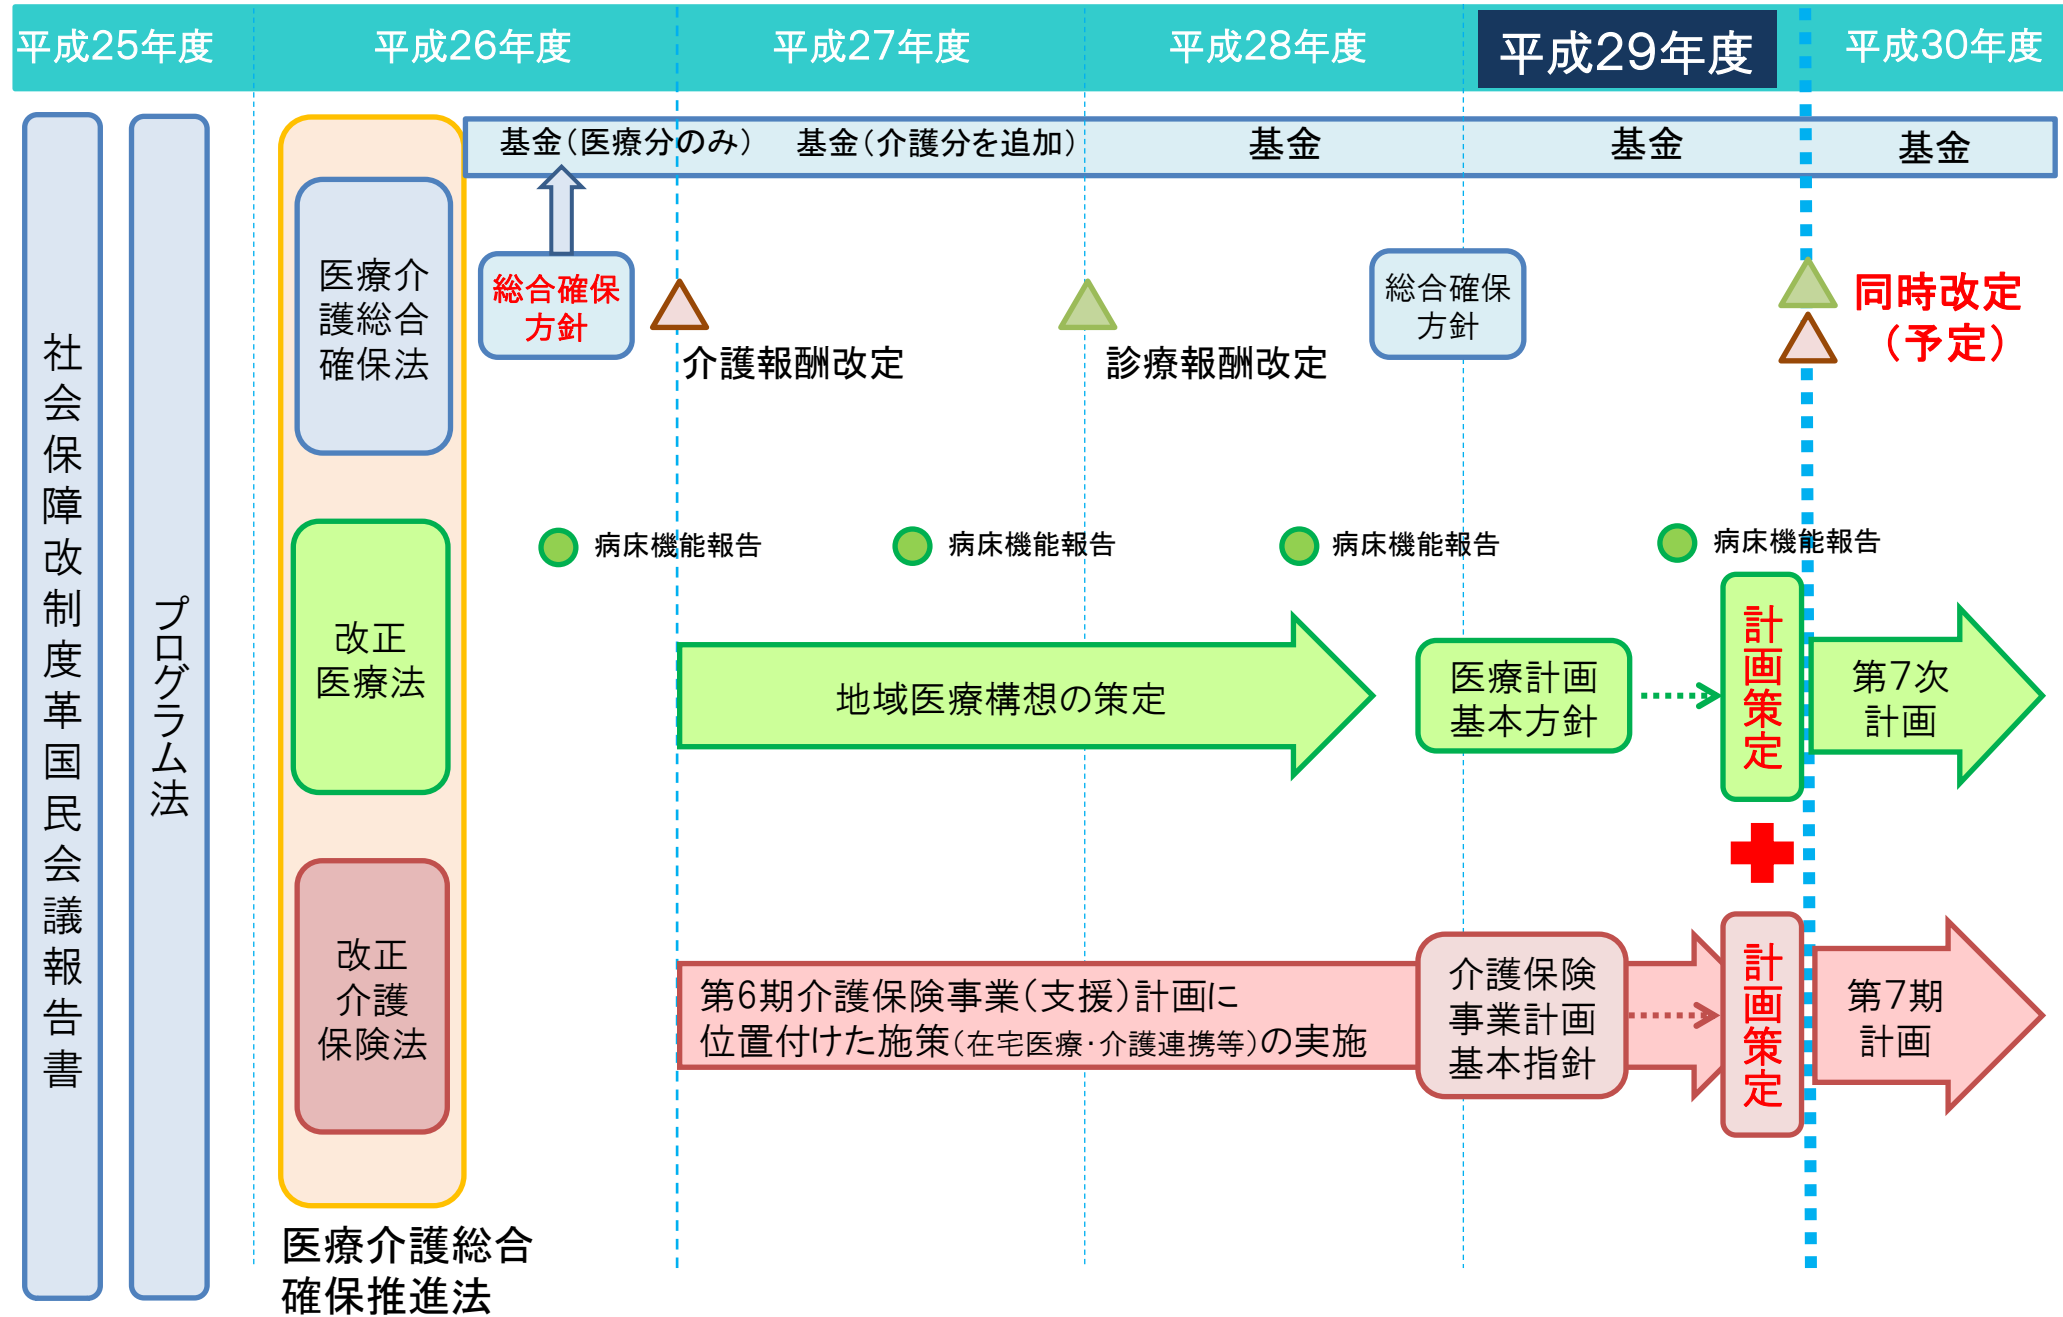 平成25年度
平成26年度
平成27年度
平成28年度
平成29年度
平成30年度
社会保障改制度革国民会議報告書
プログラム法
基金（医療分のみ）
基金（介護分を追加）
基金
基金
基金
医療介
護総合
確保法
総合確保
方針
介護報酬改定
診療報酬改定
総合確保
方針
同時改定
（予定）
病床機能報告
病床機能報告
病床機能報告
病床機能報告
改正
医療法
地域医療構想の策定
医療計画
基本方針
計画策定
第7次
計画
改正
介護
保険法
第6期介護保険事業（支援）計画に
位置付けた施策（在宅医療・介護連携等）の実施
介護保険
事業計画
基本指針
計画策定
第7期
計画
医療介護総合
確保推進法